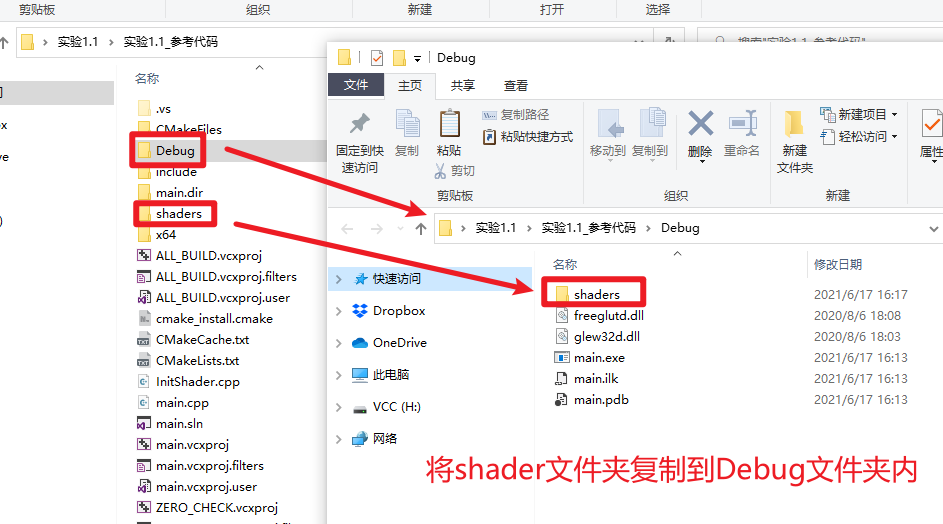 剪贴板 组织 新建 打开 选择
实验1.1 实验1.1_参考代码
名称
.vs
CMakeFiles
Debug
include
main.dir
shaders
x64
ALL_BUILD.vcxproj
ALL_BUILD.vcxproj.filters
ALL_BUILD.vcxproj.user
cmake_install.cmake
CMakeCache.txt
CMakeLists.txt
InitShader.cpp
main.cpp
main.sln
main.vcxproj
main.vcxproj.filters
main.vcxproj.user
ZERO_CHECK.vcxproj
Debug
文件 主页 共享 查看
固定到快速访问
复制
粘贴
复制路径
粘贴快捷方式
剪切
剪贴板
移动到 复制到 删除 重命名
组织
新建文件夹
新建项目
轻松访问
新建
属性
实验1.1 实验1.1_参考代码 Debug
快速访问
Dropbox
OneDrive
此电脑
VCC (H:)
网络
名称 修改日期
shaders 2021/6/17 16:17
freeglutd.dll 2020/8/6 18:08
glew32d.dll 2020/8/6 18:03
main.exe 2021/6/17 16:13
main.ilk 2021/6/17 16:13
main.pdb 2021/6/17 16:13
将shader文件夹复制到Debug文件夹内